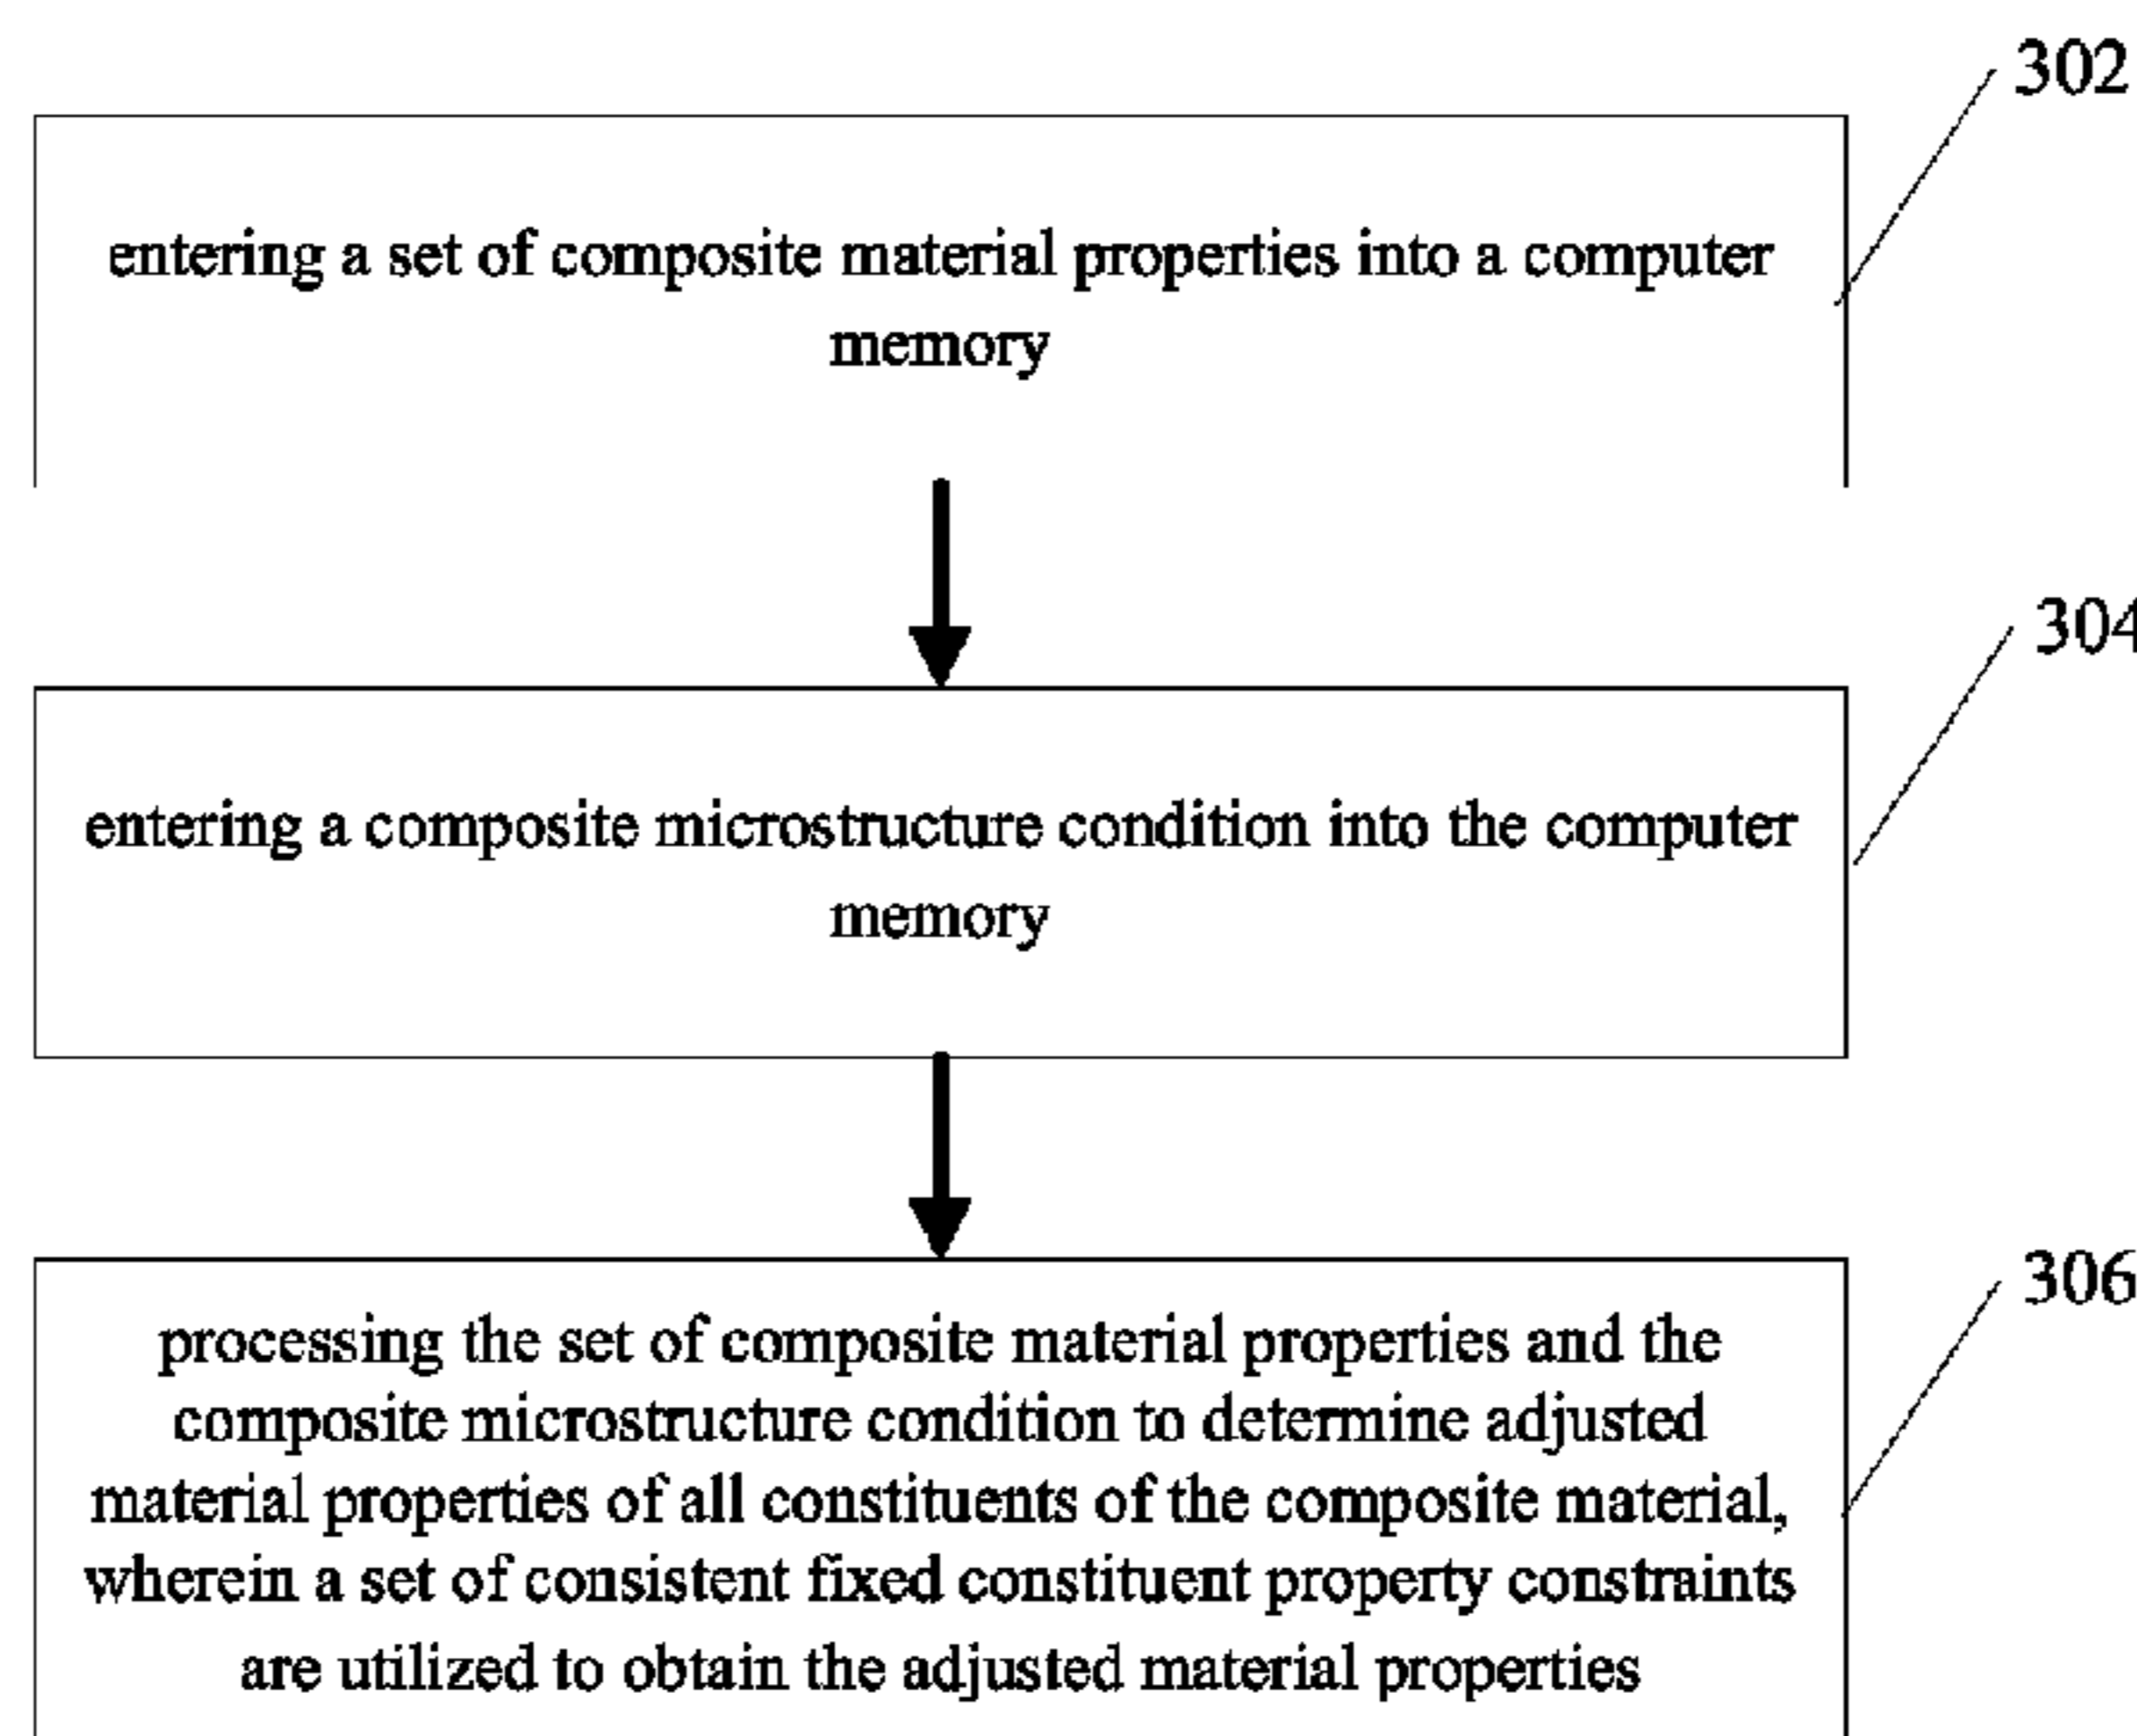 302
entering a set of composite material properties into a computer
memory
304
entering a composite microstructure condition into the computer
memory
306
processing the set of composite material properties and the
composite microstructure condition to determine adjusted
material properties of all constituents of the composite material,
wherein a set of consistent fixed constituent property constraints
are utilized to obtain the adjusted material properties